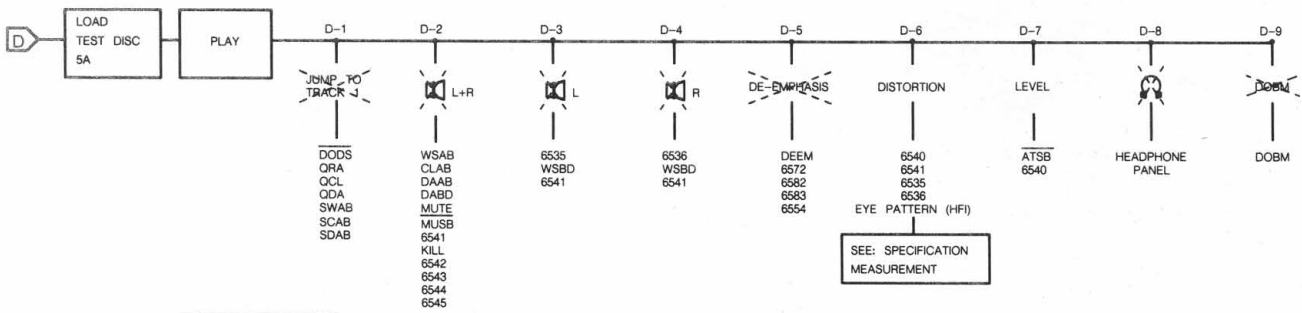 D
LOAD
TEST DISC
5A
PLAY
D-1
JUMP TO
TRACK 1
DODS
QRA
QCL
QDA
SWAB
SCAB
SDAB
D-2
L+R
WSAB
CLAB
DAAB
DABD
MUTE
MUSB
6541
KILL
6542
6543
6544
6545
D-3
L
6535
WSBD
6541
D-4
R
6536
WSBD
6541
D-5
DE-EMPHASIS
DEEM
6572
6582
6583
6554
D-6
DISTORTION
6540
6541
6535
6536
EYE PATTERN (HFI)
SEE: SPECIFICATION
MEASUREMENT
D-7
LEVEL
ATSB
6540
D-8
HEADPHONE
PANEL
D-9
DOBM
DOBM